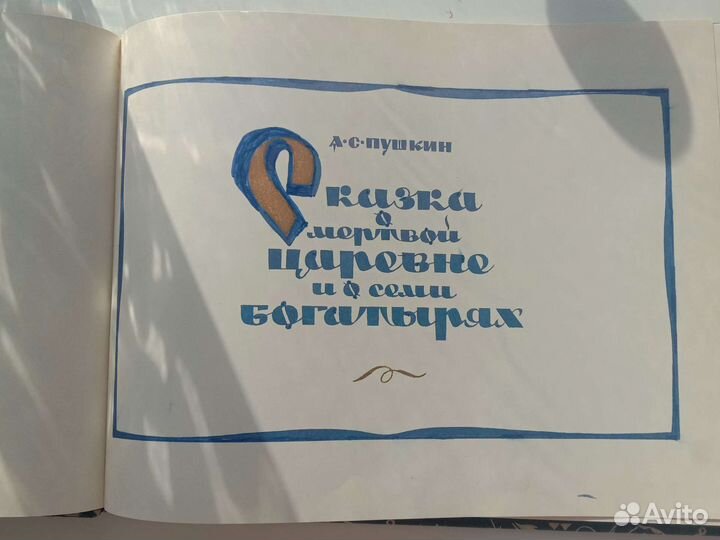 А·С·ПУШКИН
Сказка
о
мертвой
царевне
и о семи
богатырях
Avito